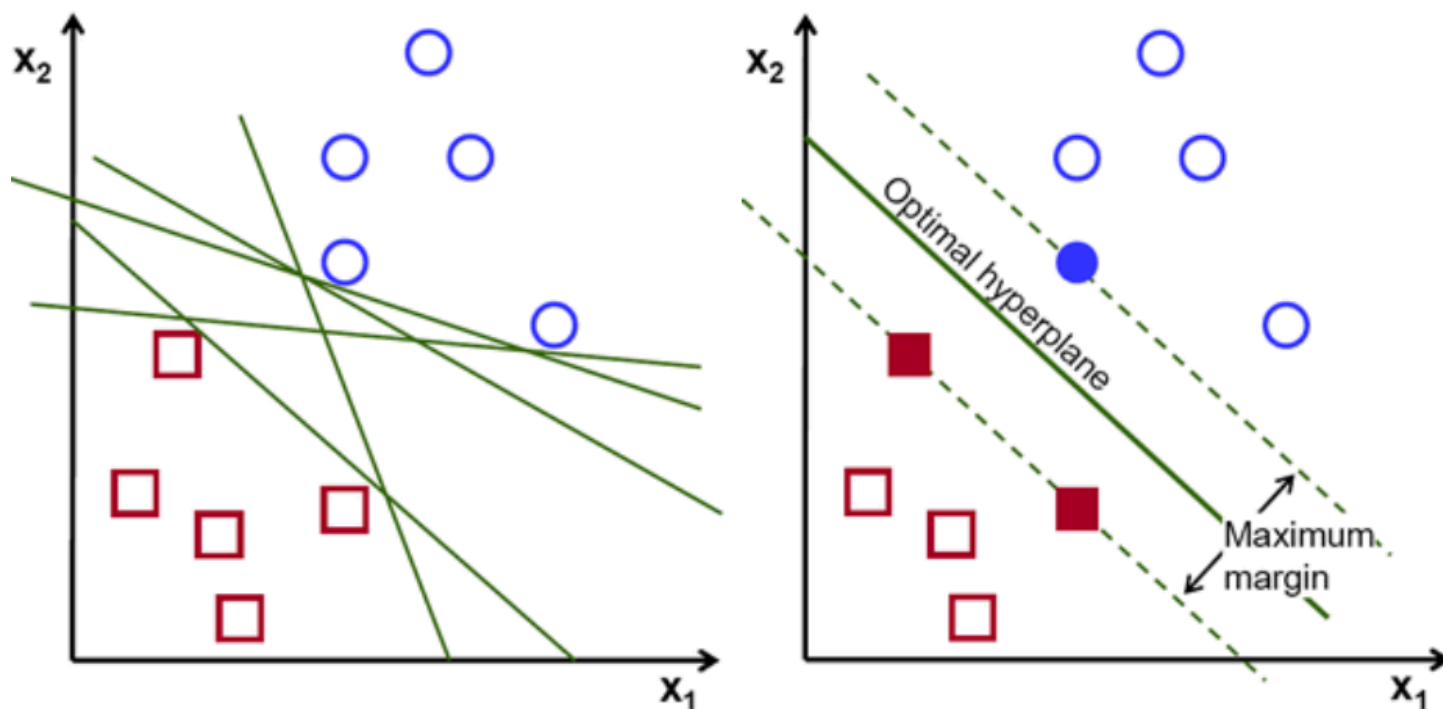 x₂
x₁
x₂
Optimal hyperplane
Maximum
margin
x₁